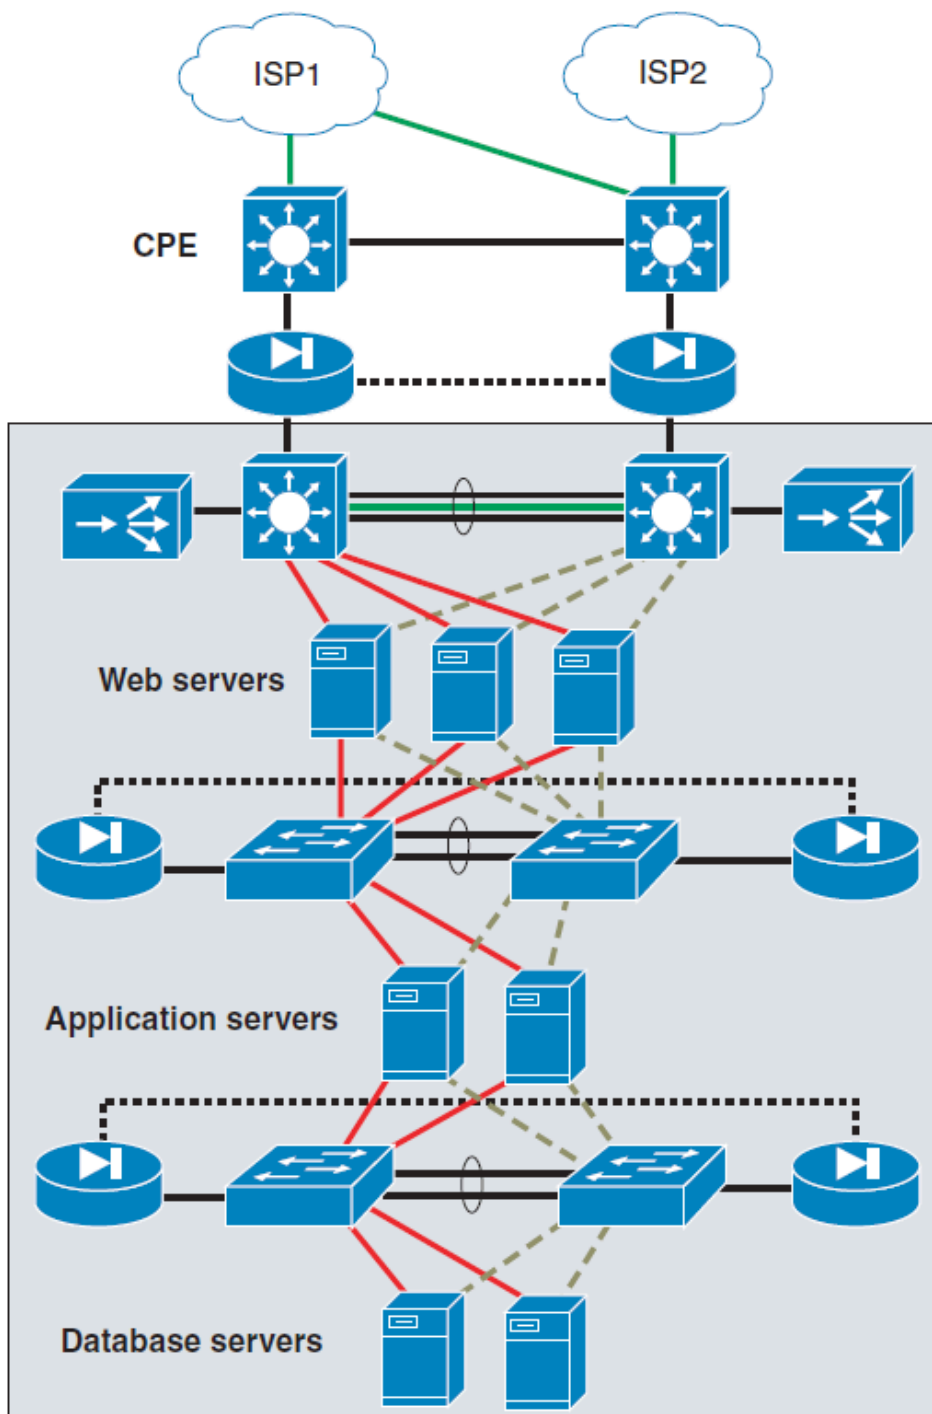 ISP1
ISP2
CPE
Web servers
Application servers
Database servers